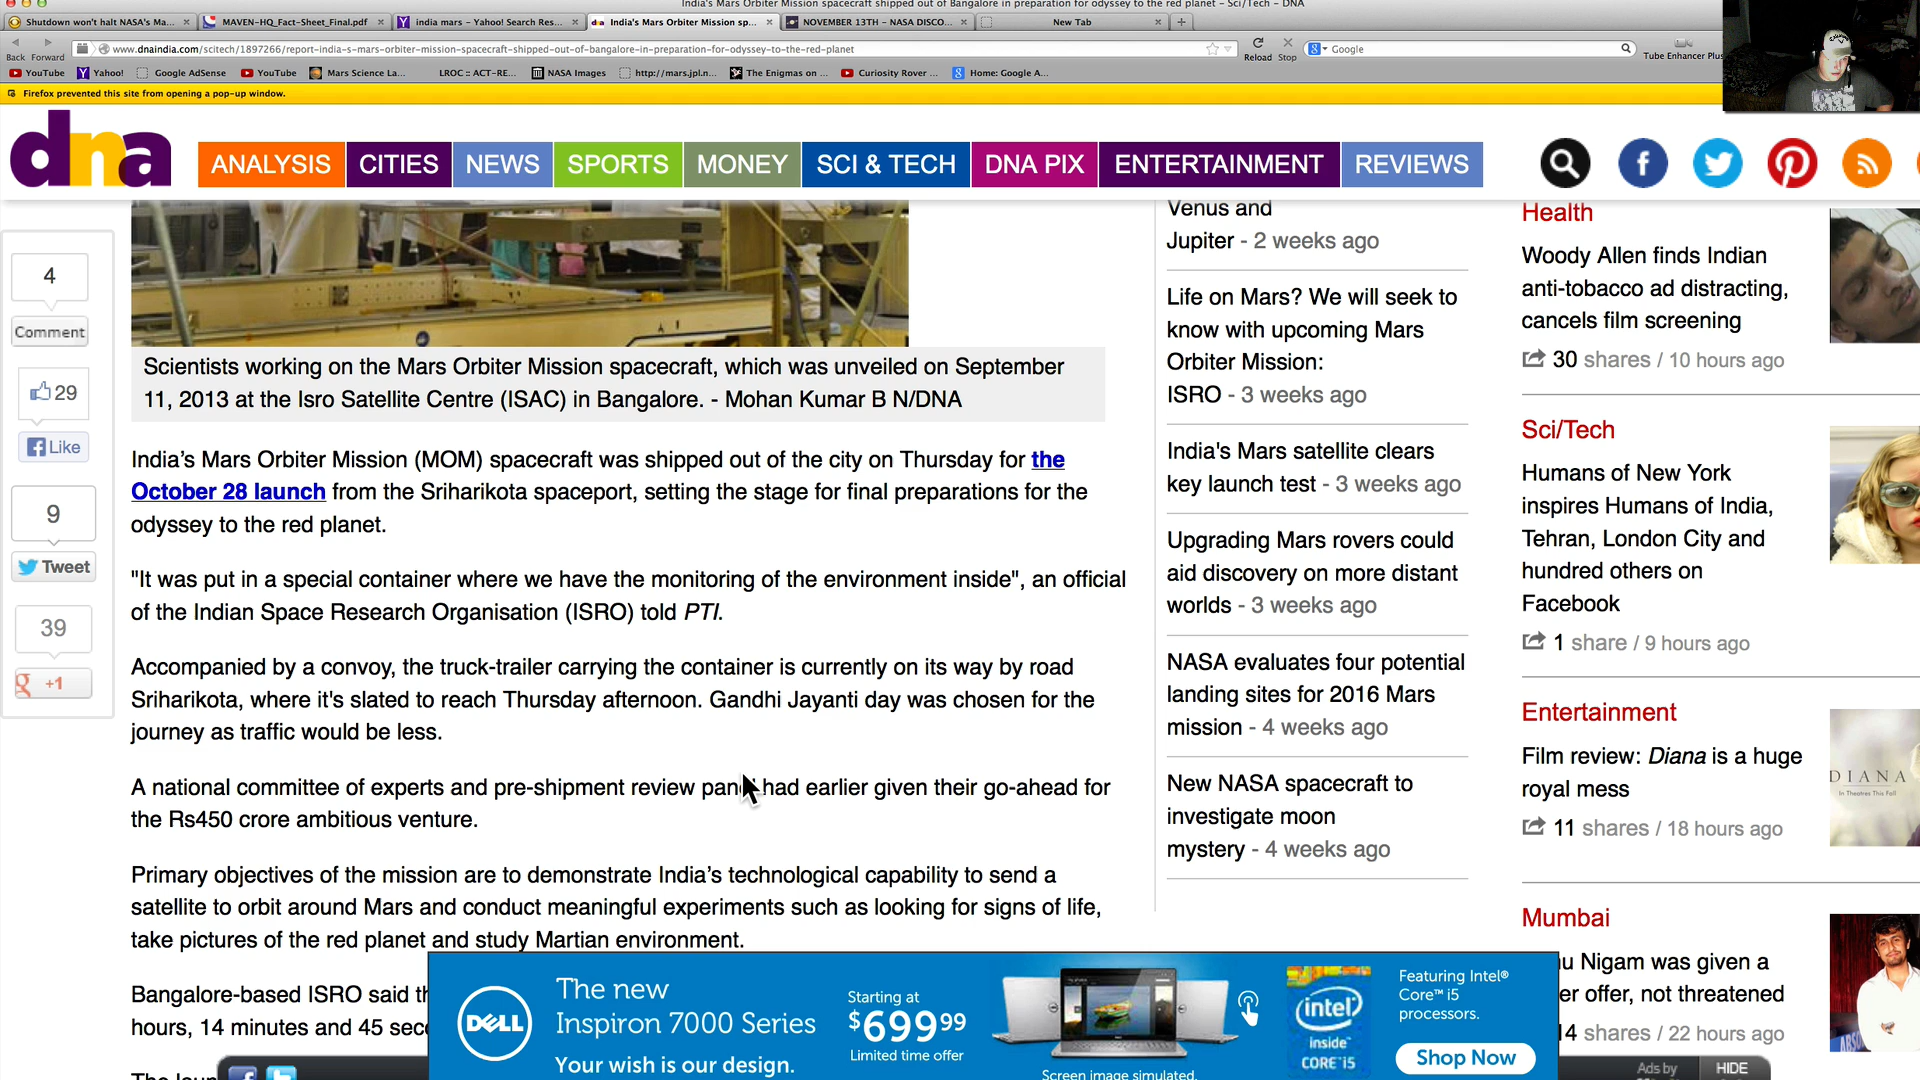 India's Mars Orbiter Mission spacecraft shipped out of Bangalore in preparation for odyssey to the red planet - Sci/Tech - DNA
Shutdown won't halt NASA's Ma...
MAVEN-HQ_Fact-Sheet_Final.pdf
india mars - Yahoo! Search Res...
India's Mars Orbiter Mission sp...
NOVEMBER 13TH - NASA DISCO...
New Tab
www.dnaindia.com/scitech/1897266/report-india-s-mars-orbiter-mission-spacecraft-shipped-out-of-bangalore-in-preparation-for-odyssey-to-the-red-planet
Google
Back Forward
Reload Stop
Tube Enhancer Plus
YouTube
Yahoo!
Google AdSense
YouTube
Mars Science La...
LROC :: ACT-RE...
NASA Images
http://mars.jpl.n...
The Enigmas on ...
Curiosity Rover ...
Home: Google A...
Firefox prevented this site from opening a pop-up window.
dna
ANALYSIS
CITIES
NEWS
SPORTS
MONEY
SCI & TECH
DNA PIX
ENTERTAINMENT
REVIEWS
4
Comment
29
Like
9
Tweet
39
+1
Scientists working on the Mars Orbiter Mission spacecraft, which was unveiled on September
11, 2013 at the Isro Satellite Centre (ISAC) in Bangalore. - Mohan Kumar B N/DNA
India's Mars Orbiter Mission (MOM) spacecraft was shipped out of the city on Thursday for the
October 28 launch from the Sriharikota spaceport, setting the stage for final preparations for the
odyssey to the red planet.
"It was put in a special container where we have the monitoring of the environment inside", an official
of the Indian Space Research Organisation (ISRO) told PTI.
Accompanied by a convoy, the truck-trailer carrying the container is currently on its way by road
Sriharikota, where it's slated to reach Thursday afternoon. Gandhi Jayanti day was chosen for the
journey as traffic would be less.
A national committee of experts and pre-shipment review panel had earlier given their go-ahead for
the Rs450 crore ambitious venture.
Primary objectives of the mission are to demonstrate India's technological capability to send a
satellite to orbit around Mars and conduct meaningful experiments such as looking for signs of life,
take pictures of the red planet and study Martian environment.
Bangalore-based ISRO said
hours, 14 minutes and 45
Venus and
Jupiter - 2 weeks ago
Life on Mars? We will seek to
know with upcoming Mars
Orbiter Mission:
ISRO - 3 weeks ago
India's Mars satellite clears
key launch test - 3 weeks ago
Upgrading Mars rovers could
aid discovery on more distant
worlds - 3 weeks ago
NASA evaluates four potential
landing sites for 2016 Mars
mission - 4 weeks ago
New NASA spacecraft to
investigate moon
mystery - 4 weeks ago
Health
Woody Allen finds Indian
anti-tobacco ad distracting,
cancels film screening
30 shares / 10 hours ago
Sci/Tech
Humans of New York
inspires Humans of India,
Tehran, London City and
hundred others on
Facebook
1 share / 9 hours ago
Entertainment
Film review: Diana is a huge
royal mess
11 shares / 18 hours ago
DIANA
In Theatres This Fall
Mumbai
Nigam was given a
offer, not threatened
14 shares / 22 hours ago
DELL
The new
Inspiron 7000 Series
Your wish is our design.
Starting at
$699.99
Limited time offer
Screen image simulated.
intel
inside
CORE i5
Featuring Intel®
Core™ i5
processors.
Shop Now
Ads by
HIDE